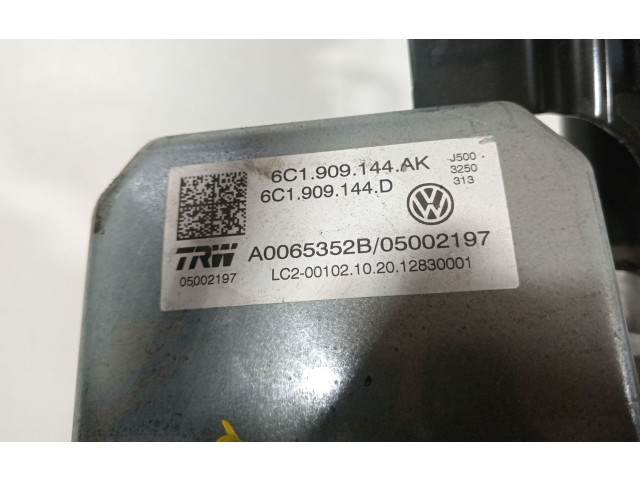 6C1.909.144.AK
6C1.909.144.D
J500
3250
313
TRW
05002197
A0065352B/05002197
LC2-00102.10.20.12830001